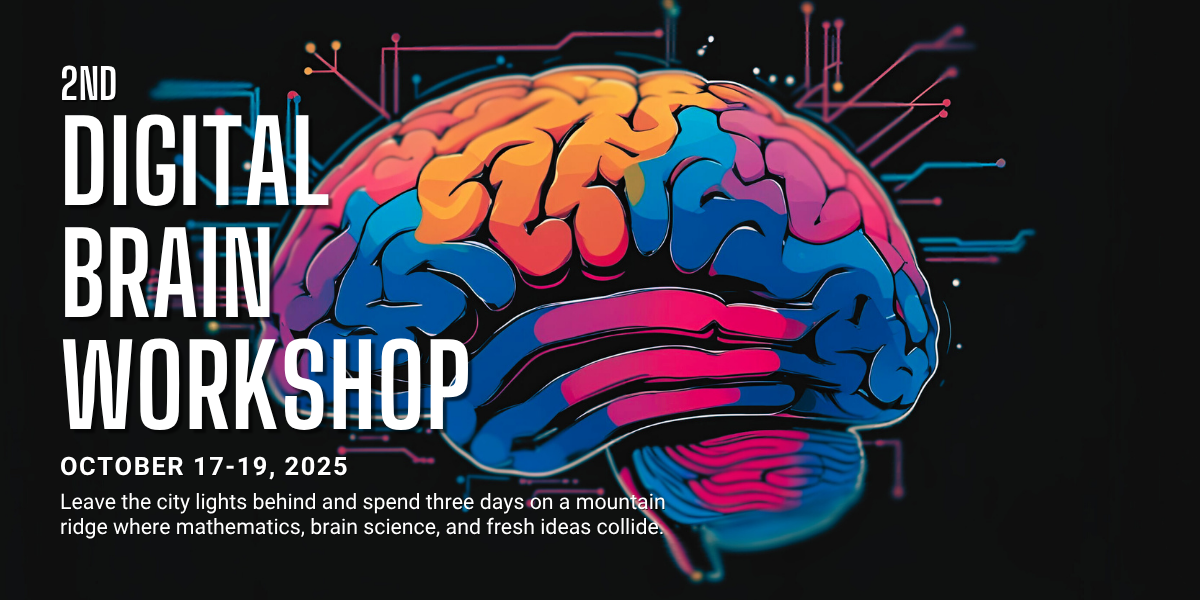 2ND
DIGITAL
BRAIN
WORKSHOP
OCTOBER 17-19, 2025
Leave the city lights behind and spend three days on a mountain
ridge where mathematics, brain science, and fresh ideas collide.